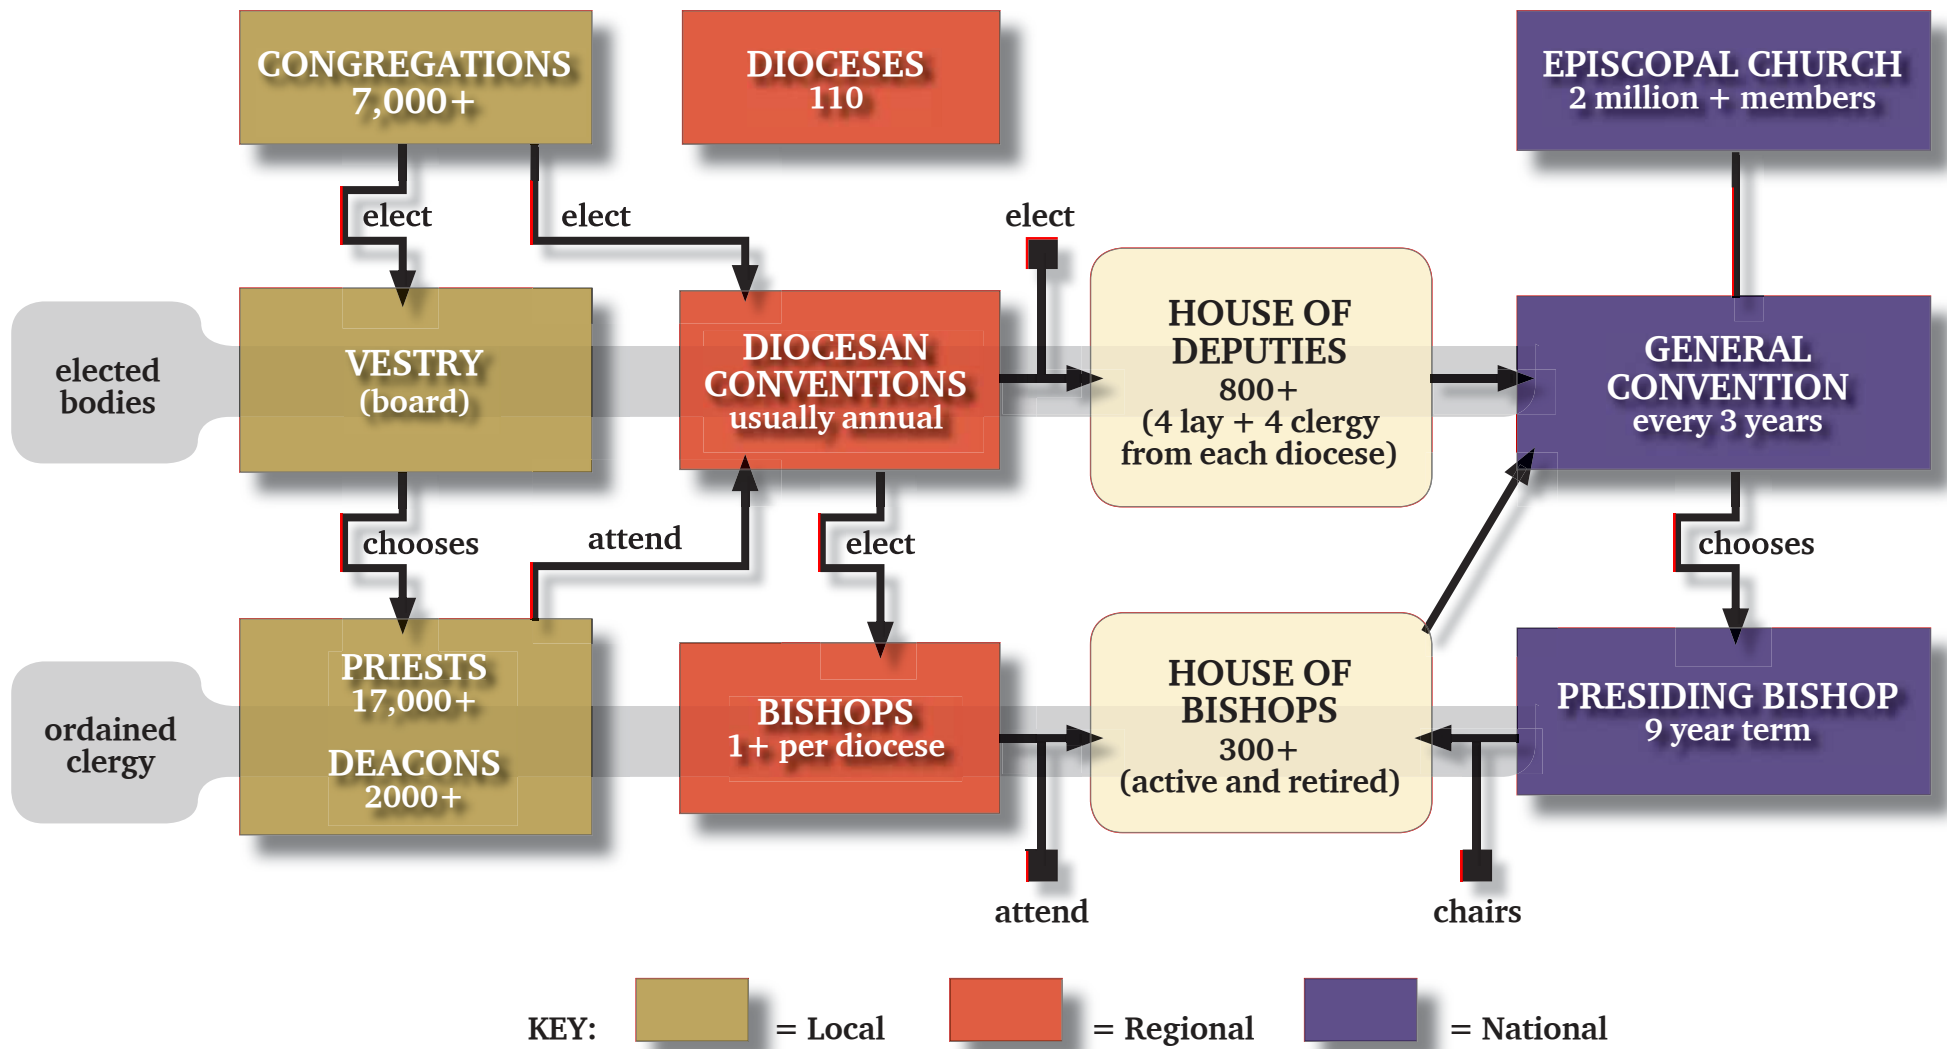 CONGREGATIONS
7,000+
DIOCESES
110
EPISCOPAL CHURCH
2 million + members
elect
elect
elect
elected
bodies
VESTRY
(board)
DIOCESAN
CONVENTIONS
usually annual
HOUSE OF
DEPUTIES
800+
(4 lay + 4 clergy
from each diocese)
GENERAL
CONVENTION
every 3 years
chooses
attend
elect
chooses
ordained
clergy
PRIESTS
17,000+
DEACONS
2000+
BISHOPS
1+ per diocese
HOUSE OF
BISHOPS
300+
(active and retired)
PRESIDING BISHOP
9 year term
attend
chairs
KEY:
= Local
= Regional
= National